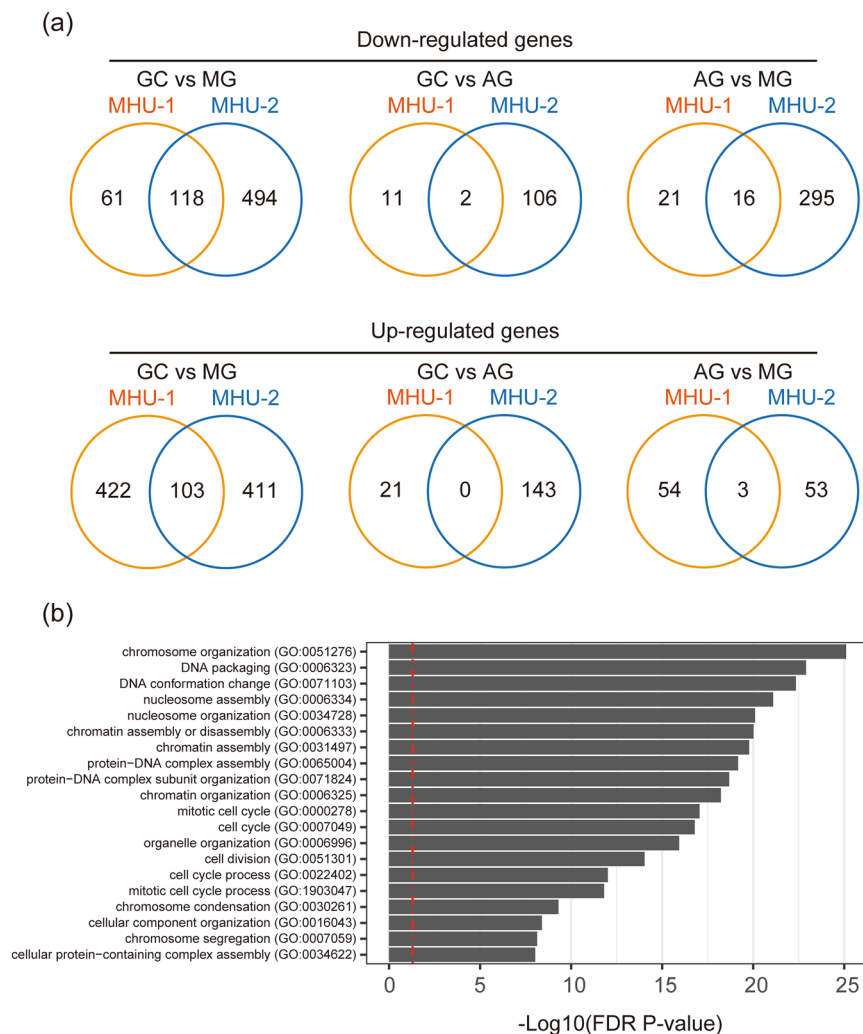 (a)
Down-regulated genes
GC vs MG GC vs AG AG vs MG
MHU-1 MHU-2 MHU-1 MHU-2 MHU-1 MHU-2
61 118 494 11 2 106 21 16 295
Up-regulated genes
GC vs MG GC vs AG AG vs MG
MHU-1 MHU-2 MHU-1 MHU-2 MHU-1 MHU-2
422 103 411 21 0 143 54 3 53
(b)
chromosome organization (GO:0051276)
DNA packaging (GO:0006323)
DNA conformation change (GO:0071103)
nucleosome assembly (GO:0006334)
nucleosome organization (GO:0034728)
chromatin assembly or disassembly (GO:0006333)
chromatin assembly (GO:0031497)
protein−DNA complex assembly (GO:0065004)
protein−DNA complex subunit organization (GO:0071824)
chromatin organization (GO:0006325)
mitotic cell cycle (GO:0000278)
cell cycle (GO:0007049)
organelle organization (GO:0006996)
cell division (GO:0051301)
cell cycle process (GO:0022402)
mitotic cell cycle process (GO:1903047)
chromosome condensation (GO:0030261)
cellular component organization (GO:0016043)
chromosome segregation (GO:0007059)
cellular protein-containing complex assembly (GO:0034622)
0 5 10 15 20 25
-Log10(FDR P-value)